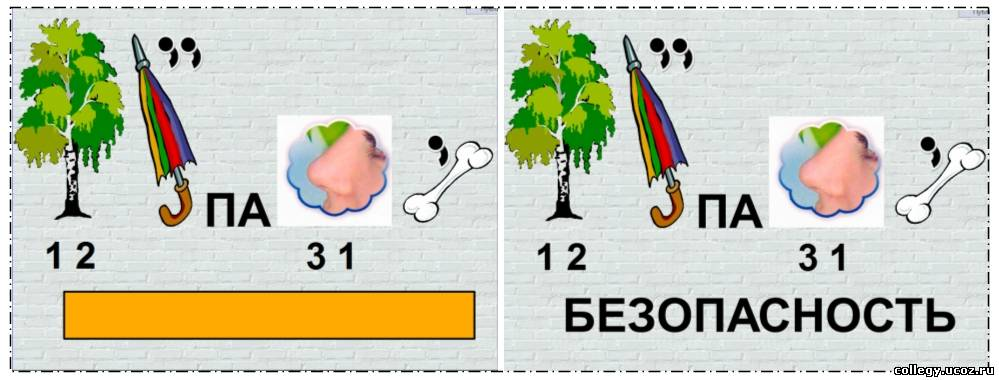 ПА
1 2
3 1
ПА
1 2
3 1
БЕЗОПАСНОСТЬ
collegy.ucoz.ru